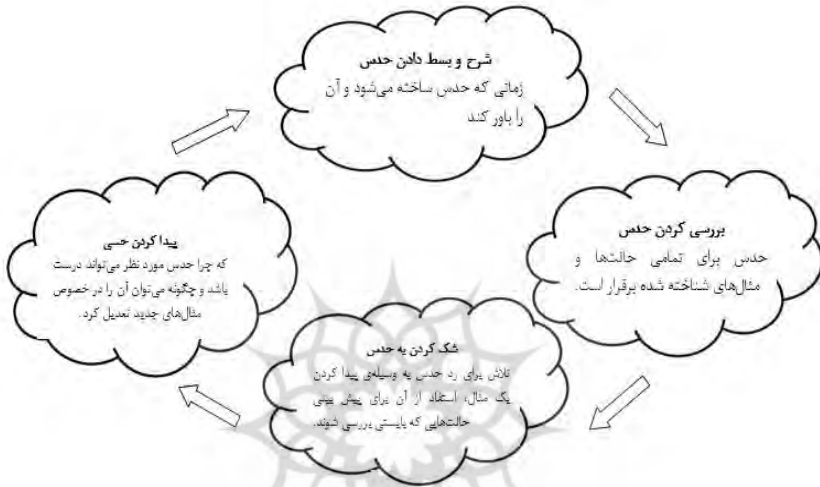 شرح و بسط دادن حدس
زمانی که حدس ساخته می‌شود و آن
را باور کند
بررسی کردن حدس
حدس برای تمامی حالت‌ها و
مثال‌های شناخته شده برقرار است.
شک کردن به حدس
تلاش برای رد حدس به وسیله‌ی پیدا کردن
یک مثال، استفاد از آن برای پیش بینی
حالت‌هایی که بایستی بررسی شوند.
پیدا کردن حسی
که چرا حدس مورد نظر می‌تواند درست
باشد و چگونه می‌توان آن را در خصوص
مثال‌های جدید تعدیل کرد.